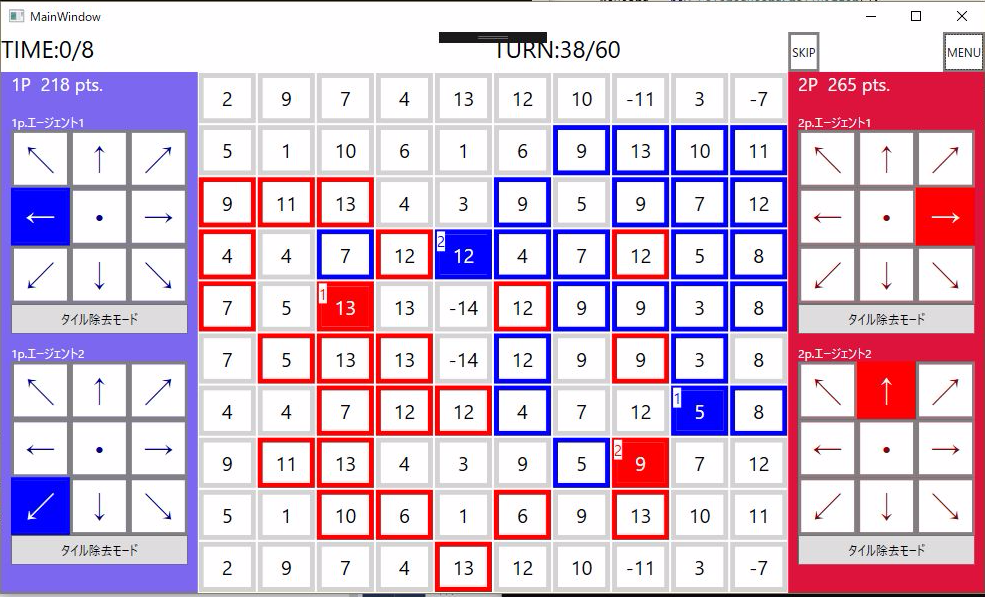 MainWindow
TIME:0/8
TURN:38/60
SKIP
MENU
1P 218 pts.
1p.エージェント1
↖ ↑ ↗
← • →
↙ ↓ ↘
タイル除去モード
1p.エージェント2
↖ ↑ ↗
← • →
↙ ↓ ↘
タイル除去モード
2 9 7 4 13 12 10 -11 3 -7
5 1 10 6 1 6 9 13 10 11
9 11 13 4 3 9 5 9 7 12
4 4 7 12 2 12 4 7 12 5 8
7 5 1 13 13 -14 12 9 9 3 8
7 5 13 13 -14 12 9 9 3 8
4 4 7 12 12 4 7 12 1 5 8
9 11 13 4 3 9 5 2 9 7 12
5 1 10 6 1 6 9 13 10 11
2 9 7 4 13 12 10 -11 3 -7
2P 265 pts.
2p.エージェント1
↖ ↑ ↗
← • →
↙ ↓ ↘
タイル除去モード
2p.エージェント2
↖ ↑ ↗
← • →
↙ ↓ ↘
タイル除去モード